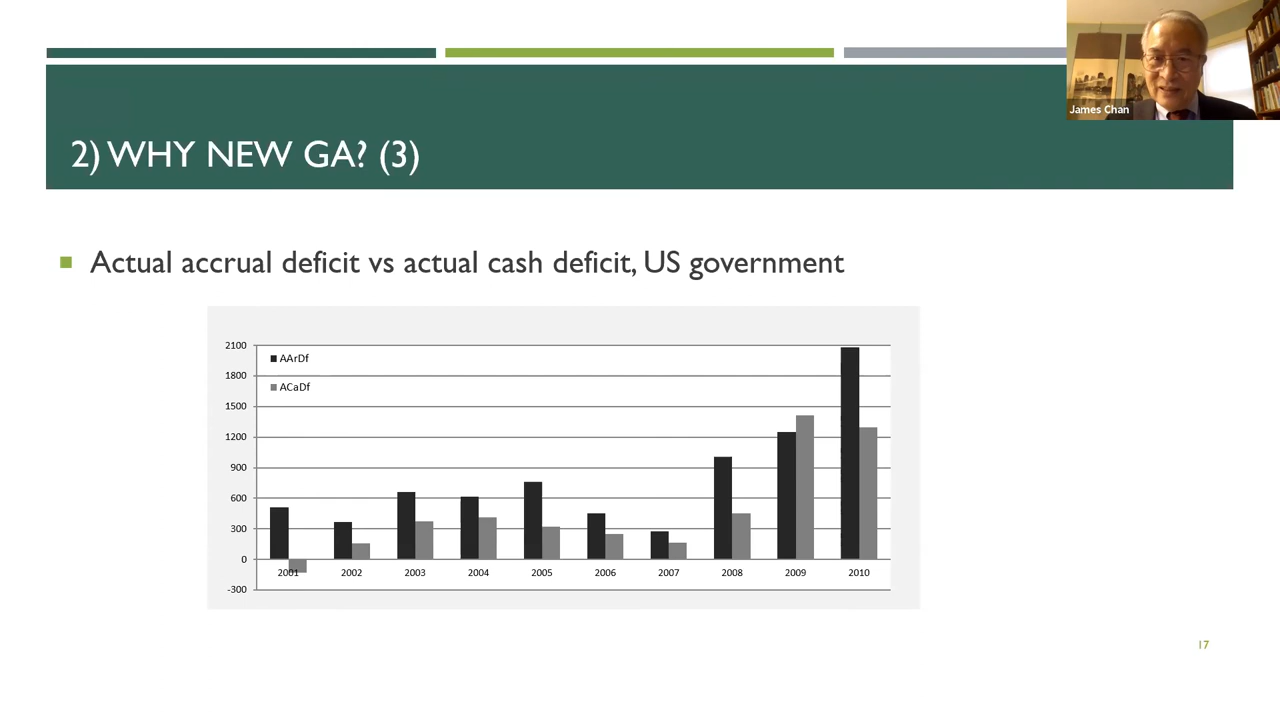 James Chan
2) WHY NEW GA? (3)
Actual accrual deficit vs actual cash deficit, US government
2100
1800
1500
1200
900
600
300
0
-300
AArDf
ACaDf
2001 2002 2003 2004 2005 2006 2007 2008 2009 2010
17